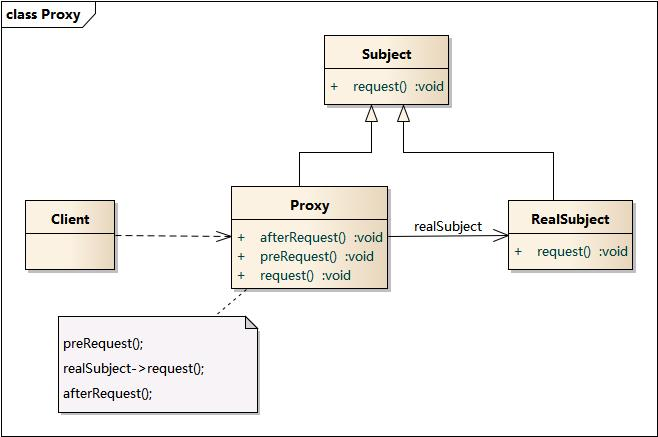 class Proxy
Subject
+ request() :void
Client
Proxy
+ afterRequest() :void
+ preRequest() :void
+ request() :void
realSubject
RealSubject
+ request() :void
preRequest();
realSubject->request();
afterRequest();